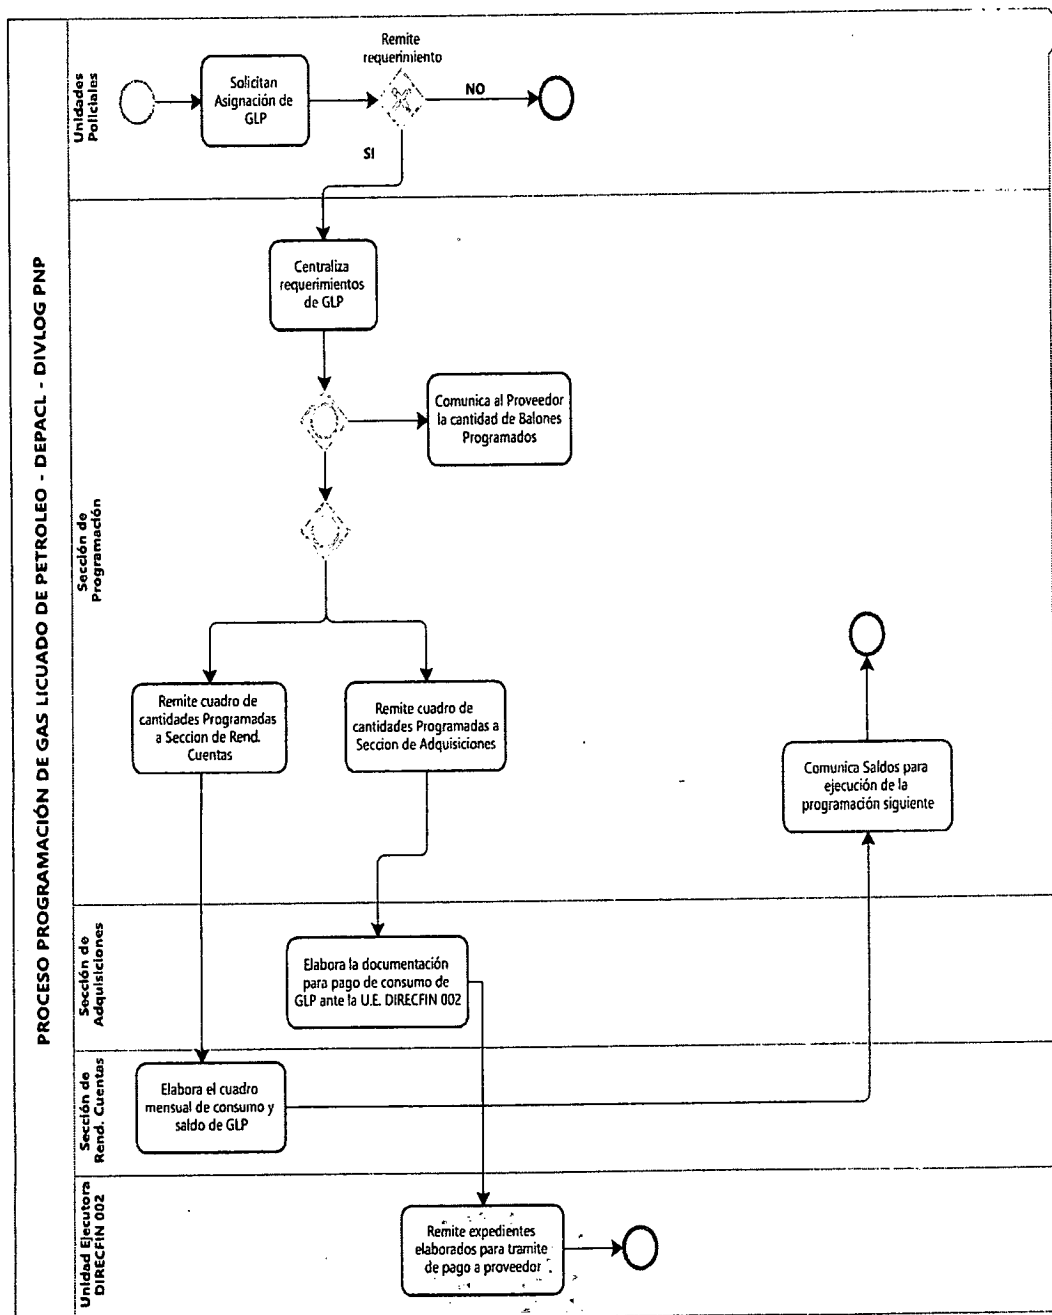 PROCESO PROGRAMACIÓN DE GAS LICUADO DE PETROLEO - DEPACL - DIVLOG PNP
Unidades
Policiales
Solicitan
Asignación de
GLP
Remite
requerimiento
NO
SI
Sección de
Programación
Centraliza
requerimientos
de GLP
Comunica al Proveedor
la cantidad de Balones
Programados
Remite cuadro de
cantidades Programadas
a Seccion de Rend.
Cuentas
Remite cuadro de
cantidades Programadas a
Seccion de Adquisiciones
Comunica Saldos para
ejecución de la
programación siguiente
Sección de
Adquisiciones
Elabora la documentación
para pago de consumo de
GLP ante la U.E. DIRECFIN 002
Sección de
Rend. Cuentas
Elabora el cuadro
mensual de consumo y
saldo de GLP
Unidad Ejecutora
DIRECFIN 002
Remite expedientes
elaborados para tramite
de pago a proveedor